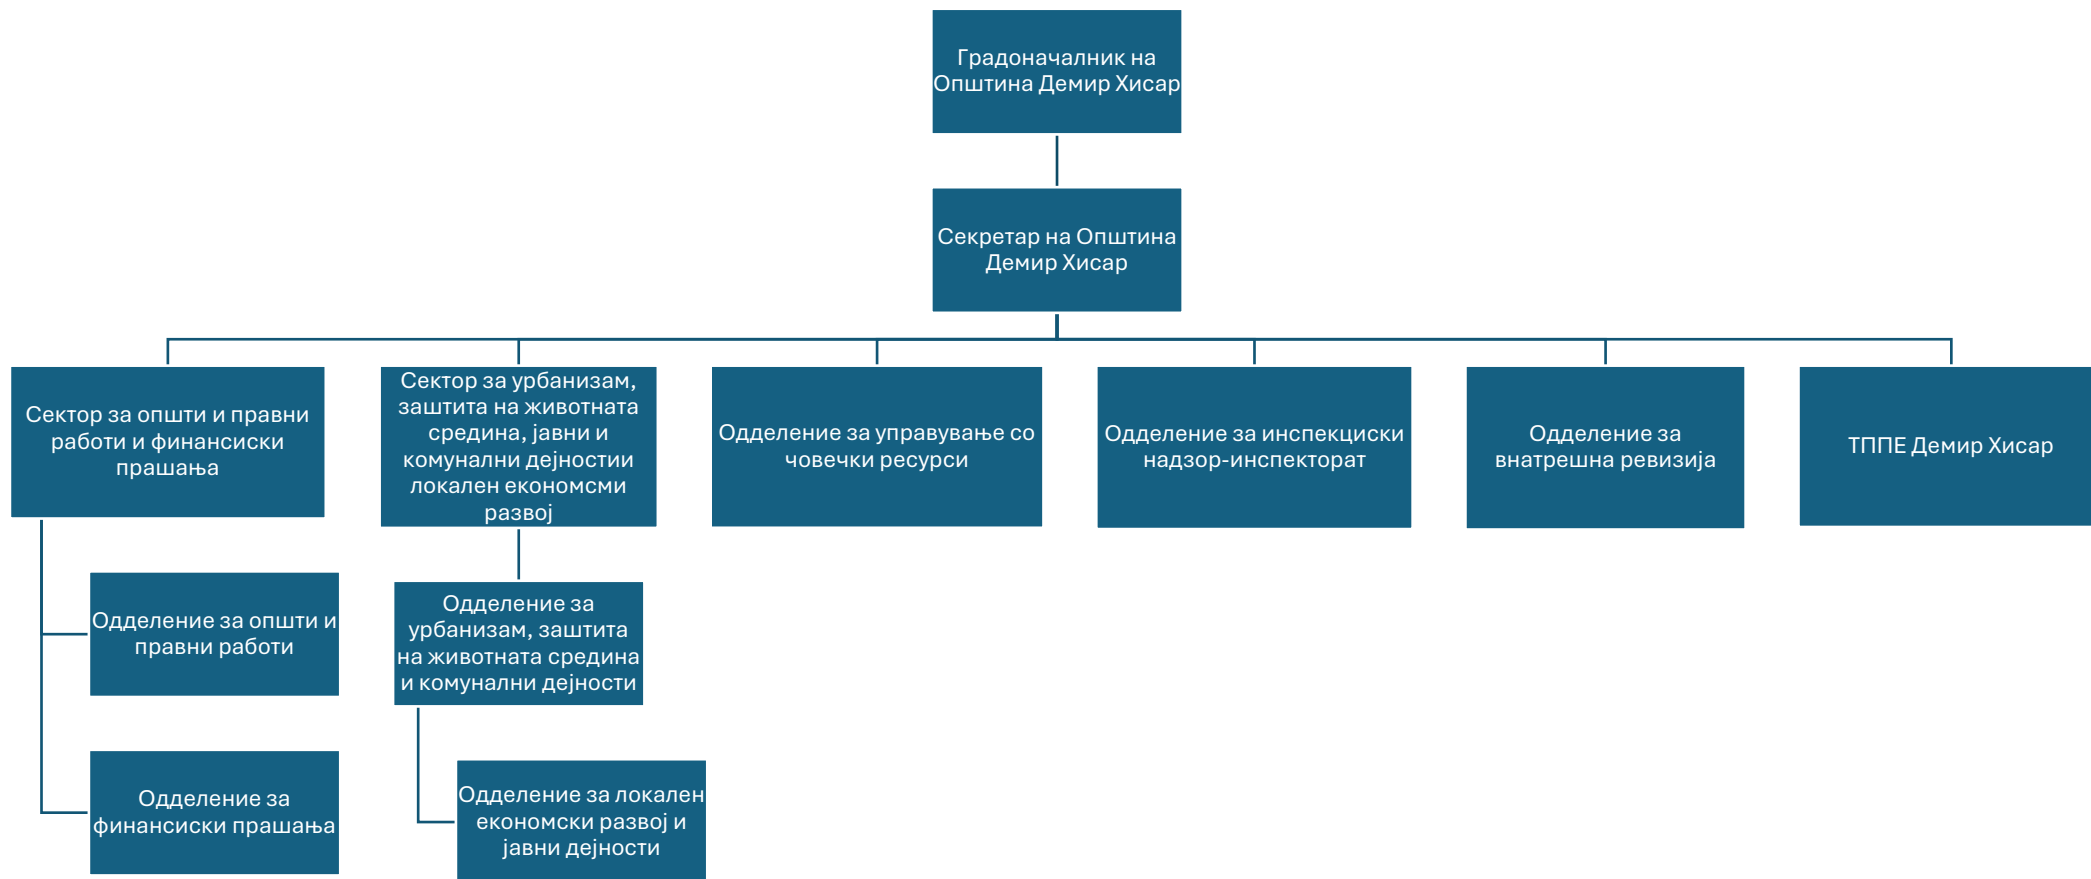 Градоначалник на
Општина Демир Хисар
Секретар на Општина
Демир Хисар
Сектор за општи и правни
работи и финансиски
прашања
Сектор за урбанизам,
заштита на животната
средина, јавни и
комунални дејностии
локален економсми
развој
Одделение за управување со
човечки ресурси
Одделение за инспекциски
надзор-инспекторат
Одделение за
внатрешна ревизија
ТППЕ Демир Хисар
Одделение за општи и
правни работи
Одделение за
финансиски прашања
Одделение за
урбанизам, заштита
на животната средина
и комунални дејности
Одделение за локален
економски развој и
јавни дејности